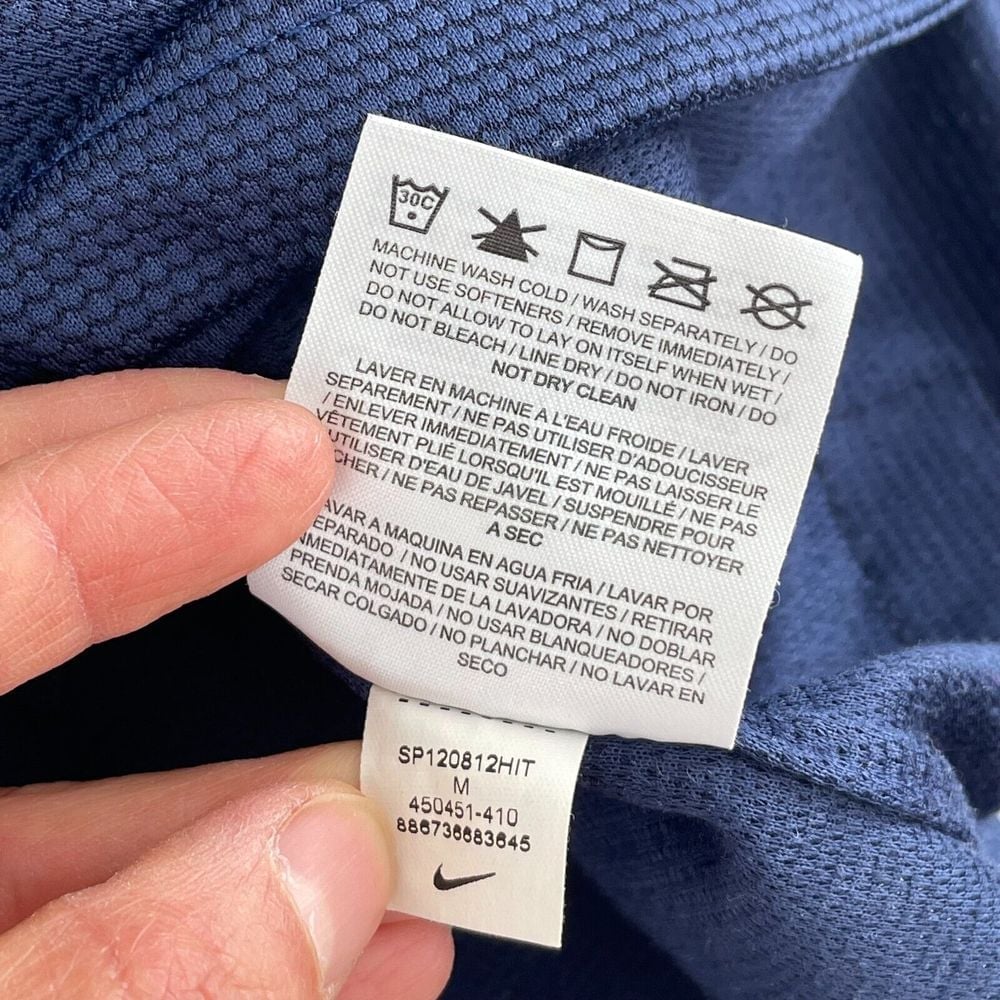 30C
MACHINE WASH COLD / WASH SEPARATELY / DO
NOT USE SOFTENERS / REMOVE IMMEDIATELY /
DO NOT ALLOW TO LAY ON ITSELF WHEN WET /
DO NOT BLEACH / LINE DRY / DO NOT IRON / DO
NOT DRY CLEAN
LAVER EN MACHINE A L'EAU FROIDE / LAVER
SEPAREMENT / NE PAS UTILISER D'ADOUCISSEUR
/ ENLEVER IMMEDIATEMENT / NE PAS LAISSER LE
VÊTEMENT PLIÉ LORSQU'IL EST MOUILLÉ / NE PAS
UTILISER D'EAU DE JAVEL / SUSPENDRE POUR
CHER / NE PAS REPASSER / NE PAS NETTOYER
A SEC
AVAR A MAQUINA EN AGUA FRIA / LAVAR POR
EPARADO / NO USAR SUAVIZANTES / RETIRAR
NMEDIATAMENTE DE LA LAVADORA / NO DOBLAR
PRENDA MOJADA / NO USAR BLANQUEADORES /
SECAR COLGADO / NO PLANCHAR / NO LAVAR EN
SECO
SP120812HIT
M
450451-410
886736683645